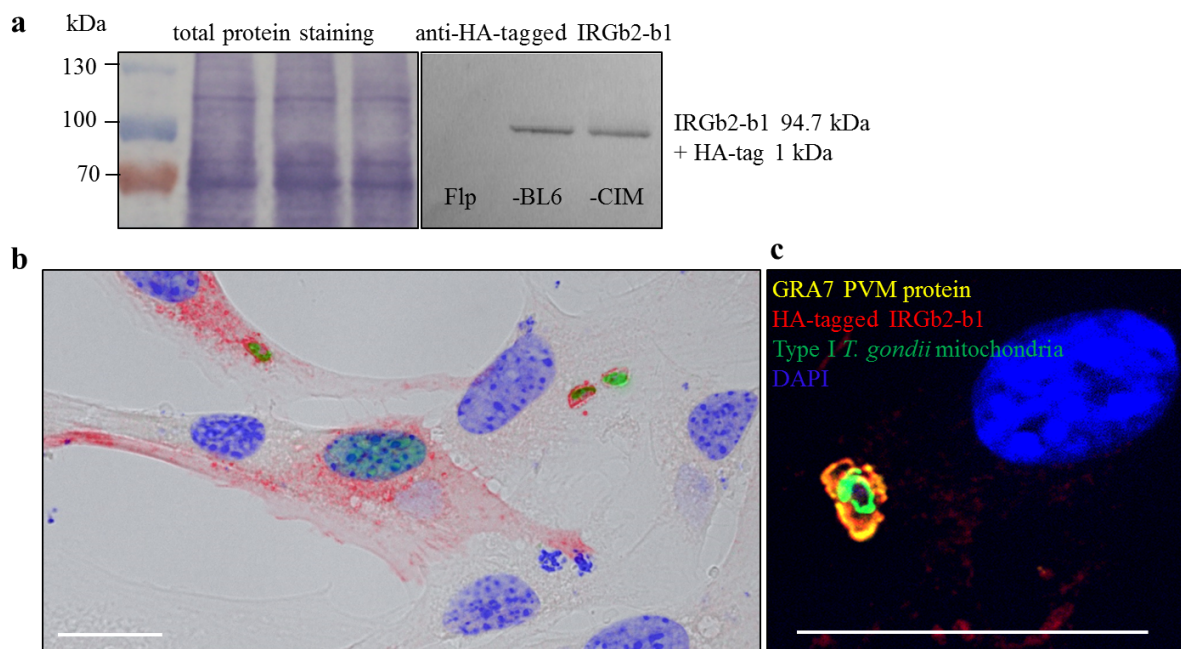 a
kDa
total protein staining
anti-HA-tagged IRGb2-b1
130
100
70
IRGb2-b1 94.7 kDa
+ HA-tag 1 kDa
Flp
-BL6
-CIM
b
c
GRA7 PVM protein
HA-tagged IRGb2-b1
Type I T. gondii mitochondria
DAPI